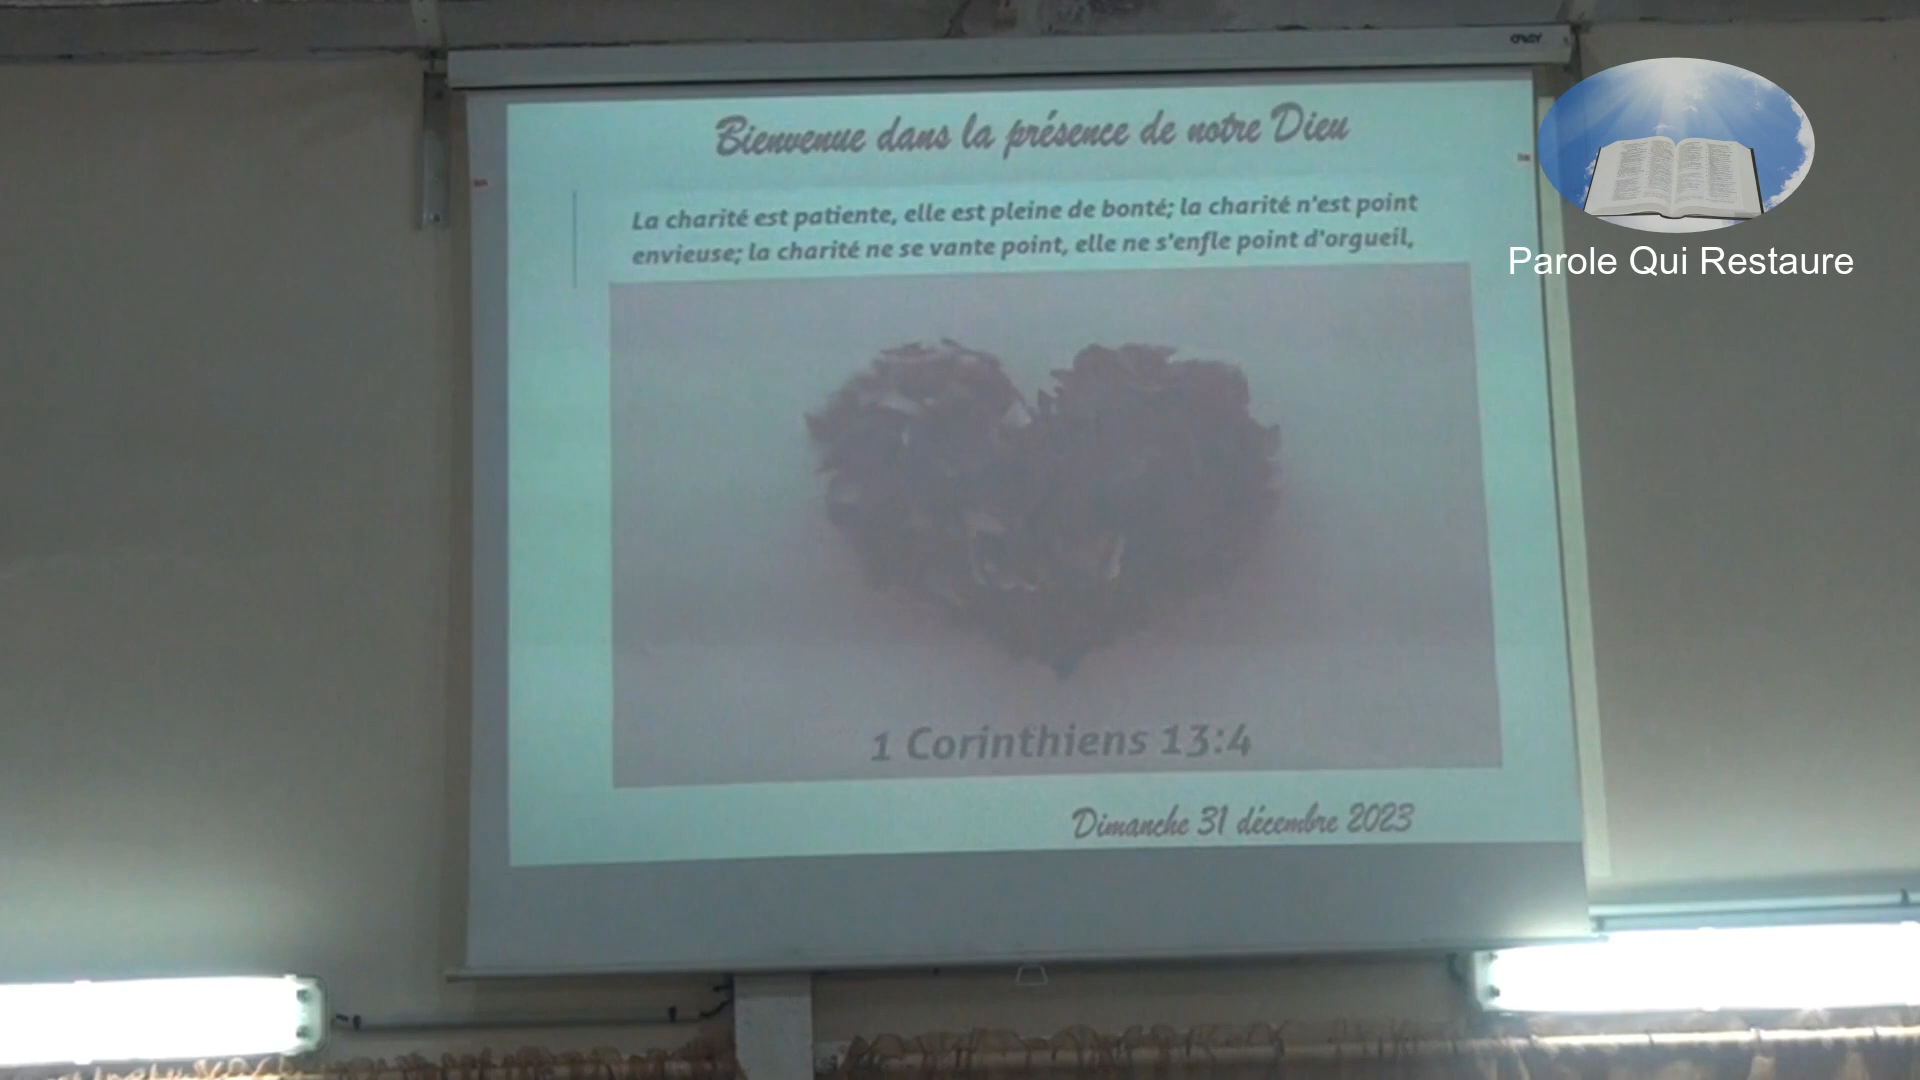 Bienvenue dans la présence de notre Dieu
La charité est patiente, elle est pleine de bonté; la charité n'est point
envieuse; la charité ne se vante point, elle ne s'enfle point d'orgueil,
Parole Qui Restaure
1 Corinthiens 13:4
Dimanche 31 décembre 2023